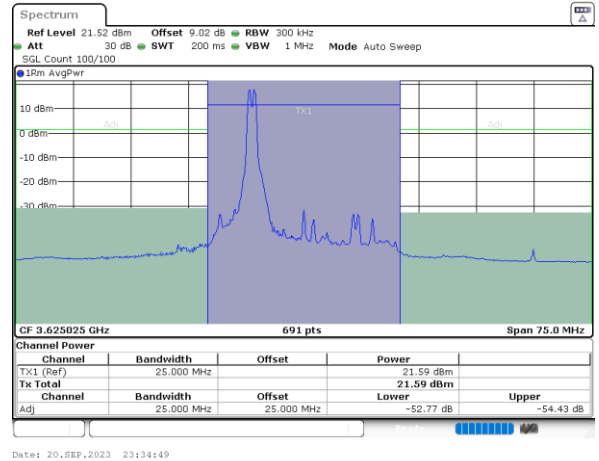 Spectrum
Ref Level 21.52 dBm Offset 9.02 dB RBW 300 kHz
Att 30 dB SWT 200 ms VBW 1 MHz Mode Auto Sweep
SGL Count 100/100
1Rm AvgPwr
10 dBm
TX1
Adj Adj
0 dBm
-10 dBm
-20 dBm
-30 dBm
CF 3.625025 GHz 691 pts Span 75.0 MHz
Channel Power
Channel Bandwidth Offset Power
TX1 (Ref) 25.000 MHz 21.59 dBm
Tx Total 21.59 dBm
Channel Bandwidth Offset Lower Upper
Adj 25.000 MHz 25.000 MHz -52.77 dB -54.43 dB
Ready
Date: 20.SEP.2023 23:34:49